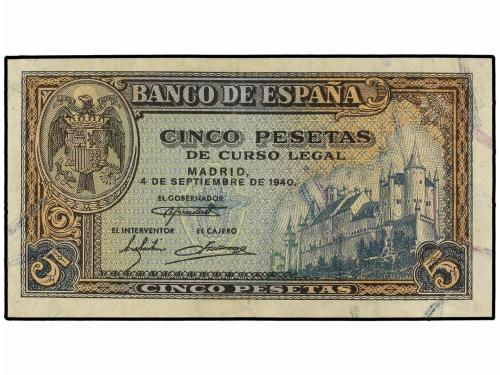 BANCO DE ESPAÑA
CINCO PESETAS
DE CURSO LEGAL
MADRID,
4 DE SEPTIEMBRE DE 1940.
EL GOBERNADOR
EL INTERVENTOR EL CAJERO
5 5
CINCO PESETAS